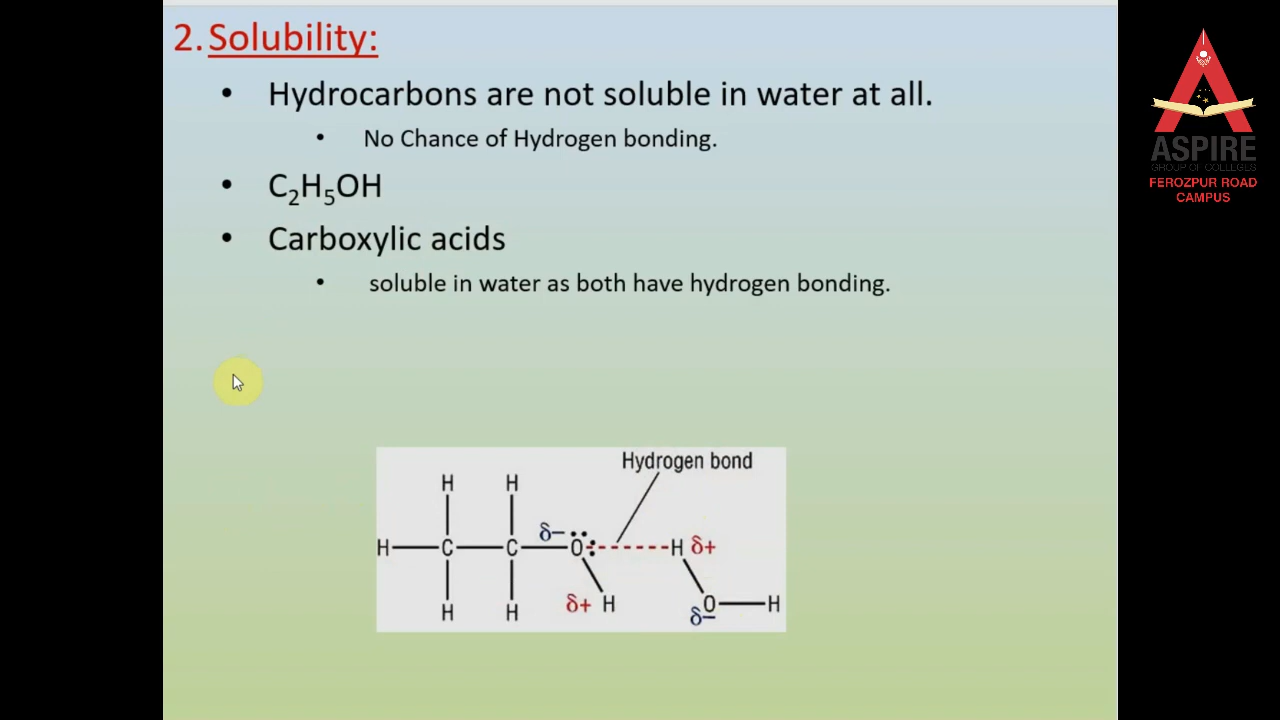 2. Solubility:
• Hydrocarbons are not soluble in water at all.
• No Chance of Hydrogen bonding.
• C₂H₅OH
• Carboxylic acids
• soluble in water as both have hydrogen bonding.
ASPIRE
GROUP OF COLLEGES
FEROZPUR ROAD
CAMPUS
Hydrogen bond
H H
δ−
H C C O H δ+
H H δ+ H O H
δ−